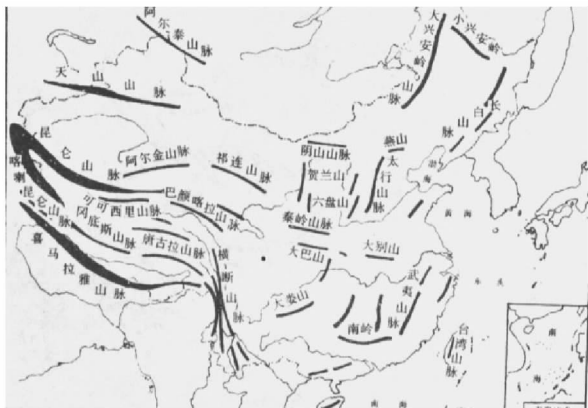 阿尔泰山脉
大兴安岭山脉
小兴安岭
天山山脉
长白山脉
昆仑山脉
阿尔金山脉
祁连山脉
阴山山脉
燕山
贺兰山
太行山脉
渤海
喀喇昆仑山脉
可可西里山脉
巴颜喀拉山脉
六盘山
黄海
冈底斯山脉
秦岭山脉
唐古拉山脉
横断山脉
大巴山
大别山
喜马拉雅山脉
武夷山脉
东
大娄山
南岭
台湾山脉
南
海
南海